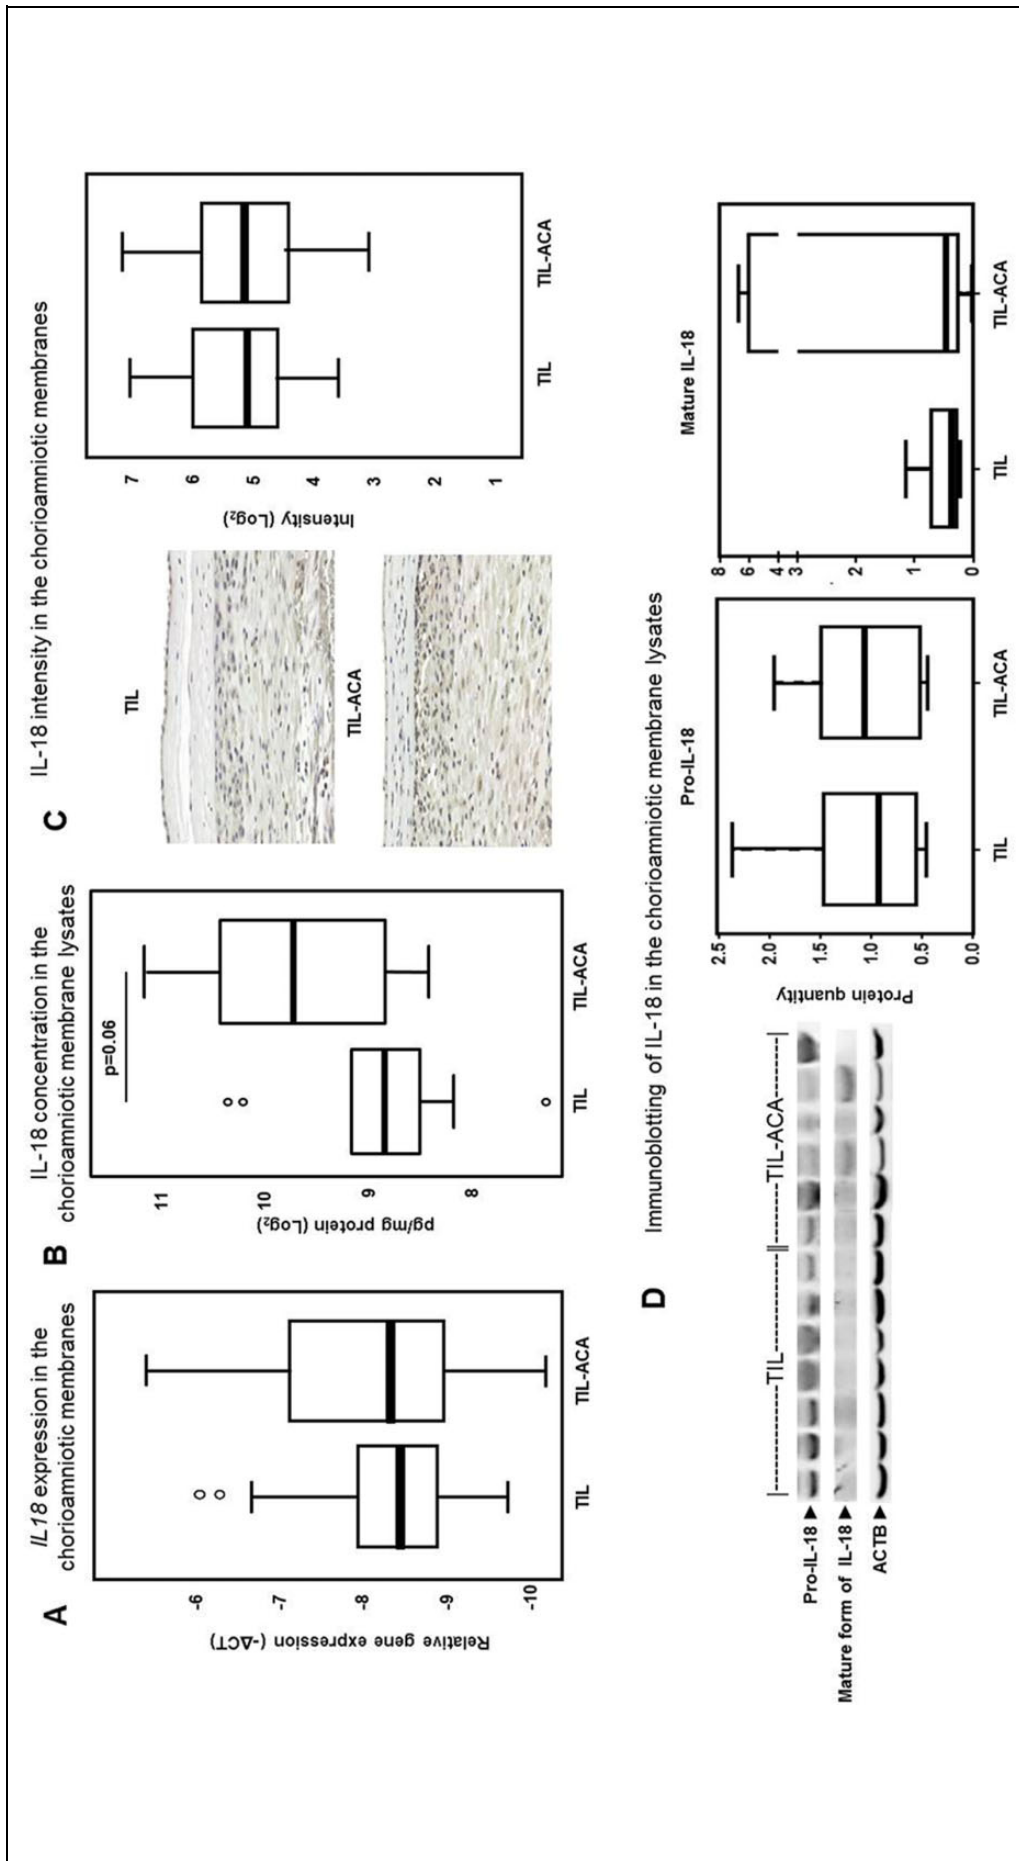 A
IL18 expression in the
chorioamniotic membranes
Relative gene expression (-ΔCT)
-6
-7
-8
-9
-10
TIL
TIL-ACA
B
IL-18 concentration in the
chorioamniotic membrane lysates
pg/mg protein (Log2)
11
10
9
8
p=0.06
TIL
TIL-ACA
C
IL-18 intensity in the chorioamniotic membranes
TIL
TIL-ACA
Intensity (Log2)
7
6
5
4
3
2
1
TIL
TIL-ACA
D
Immunoblotting of IL-18 in the chorioamniotic membrane lysates
|-----------TIL-----------||-----------TIL-ACA-----------|
Pro-IL-18
Mature form of IL-18
ACTB
Protein quantity
Pro-IL-18
2.5
2.0
1.5
1.0
0.5
0.0
TIL
TIL-ACA
Mature IL-18
8
6
4
3
2
1
0
TIL
TIL-ACA